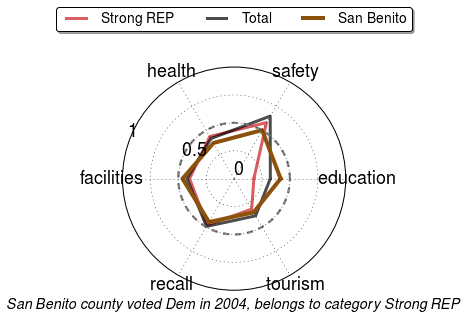 Strong REP Total San Benito
health safety
1
0.5
0
facilities education
recall tourism
San Benito county voted Dem in 2004, belongs to category Strong REP